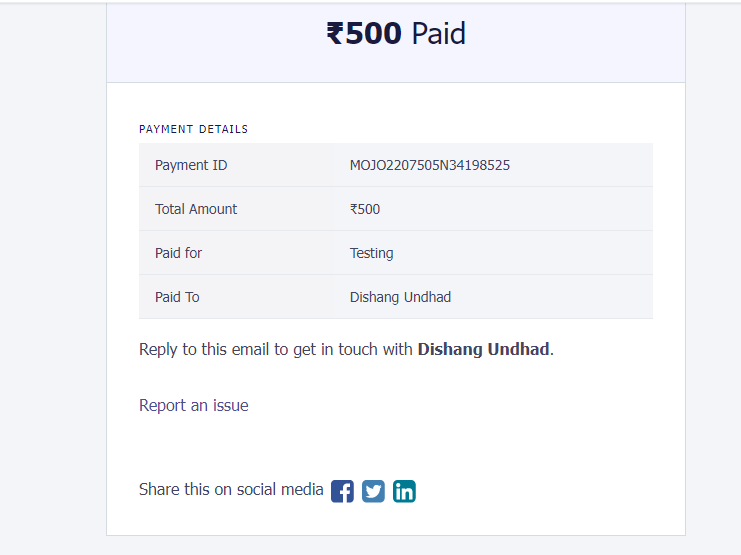 ₹500 Paid
PAYMENT DETAILS
Payment ID MOJO2207505N34198525
Total Amount ₹500
Paid for Testing
Paid To Dishang Undhad
Reply to this email to get in touch with Dishang Undhad.
Report an issue
Share this on social media